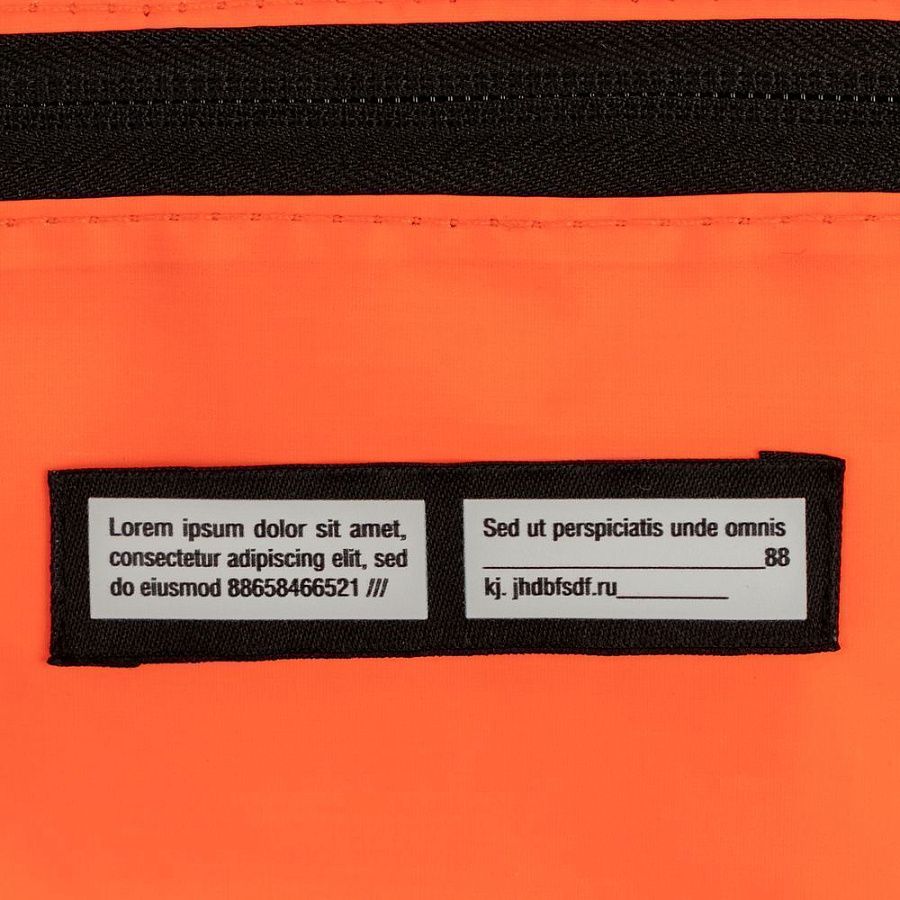 Lorem ipsum dolor sit amet,
consectetur adipiscing elit, sed
do eiusmod 88658466521 ///
Sed ut perspiciatis unde omnis
_______________________88
kj. jhdbfsdf.ru_________